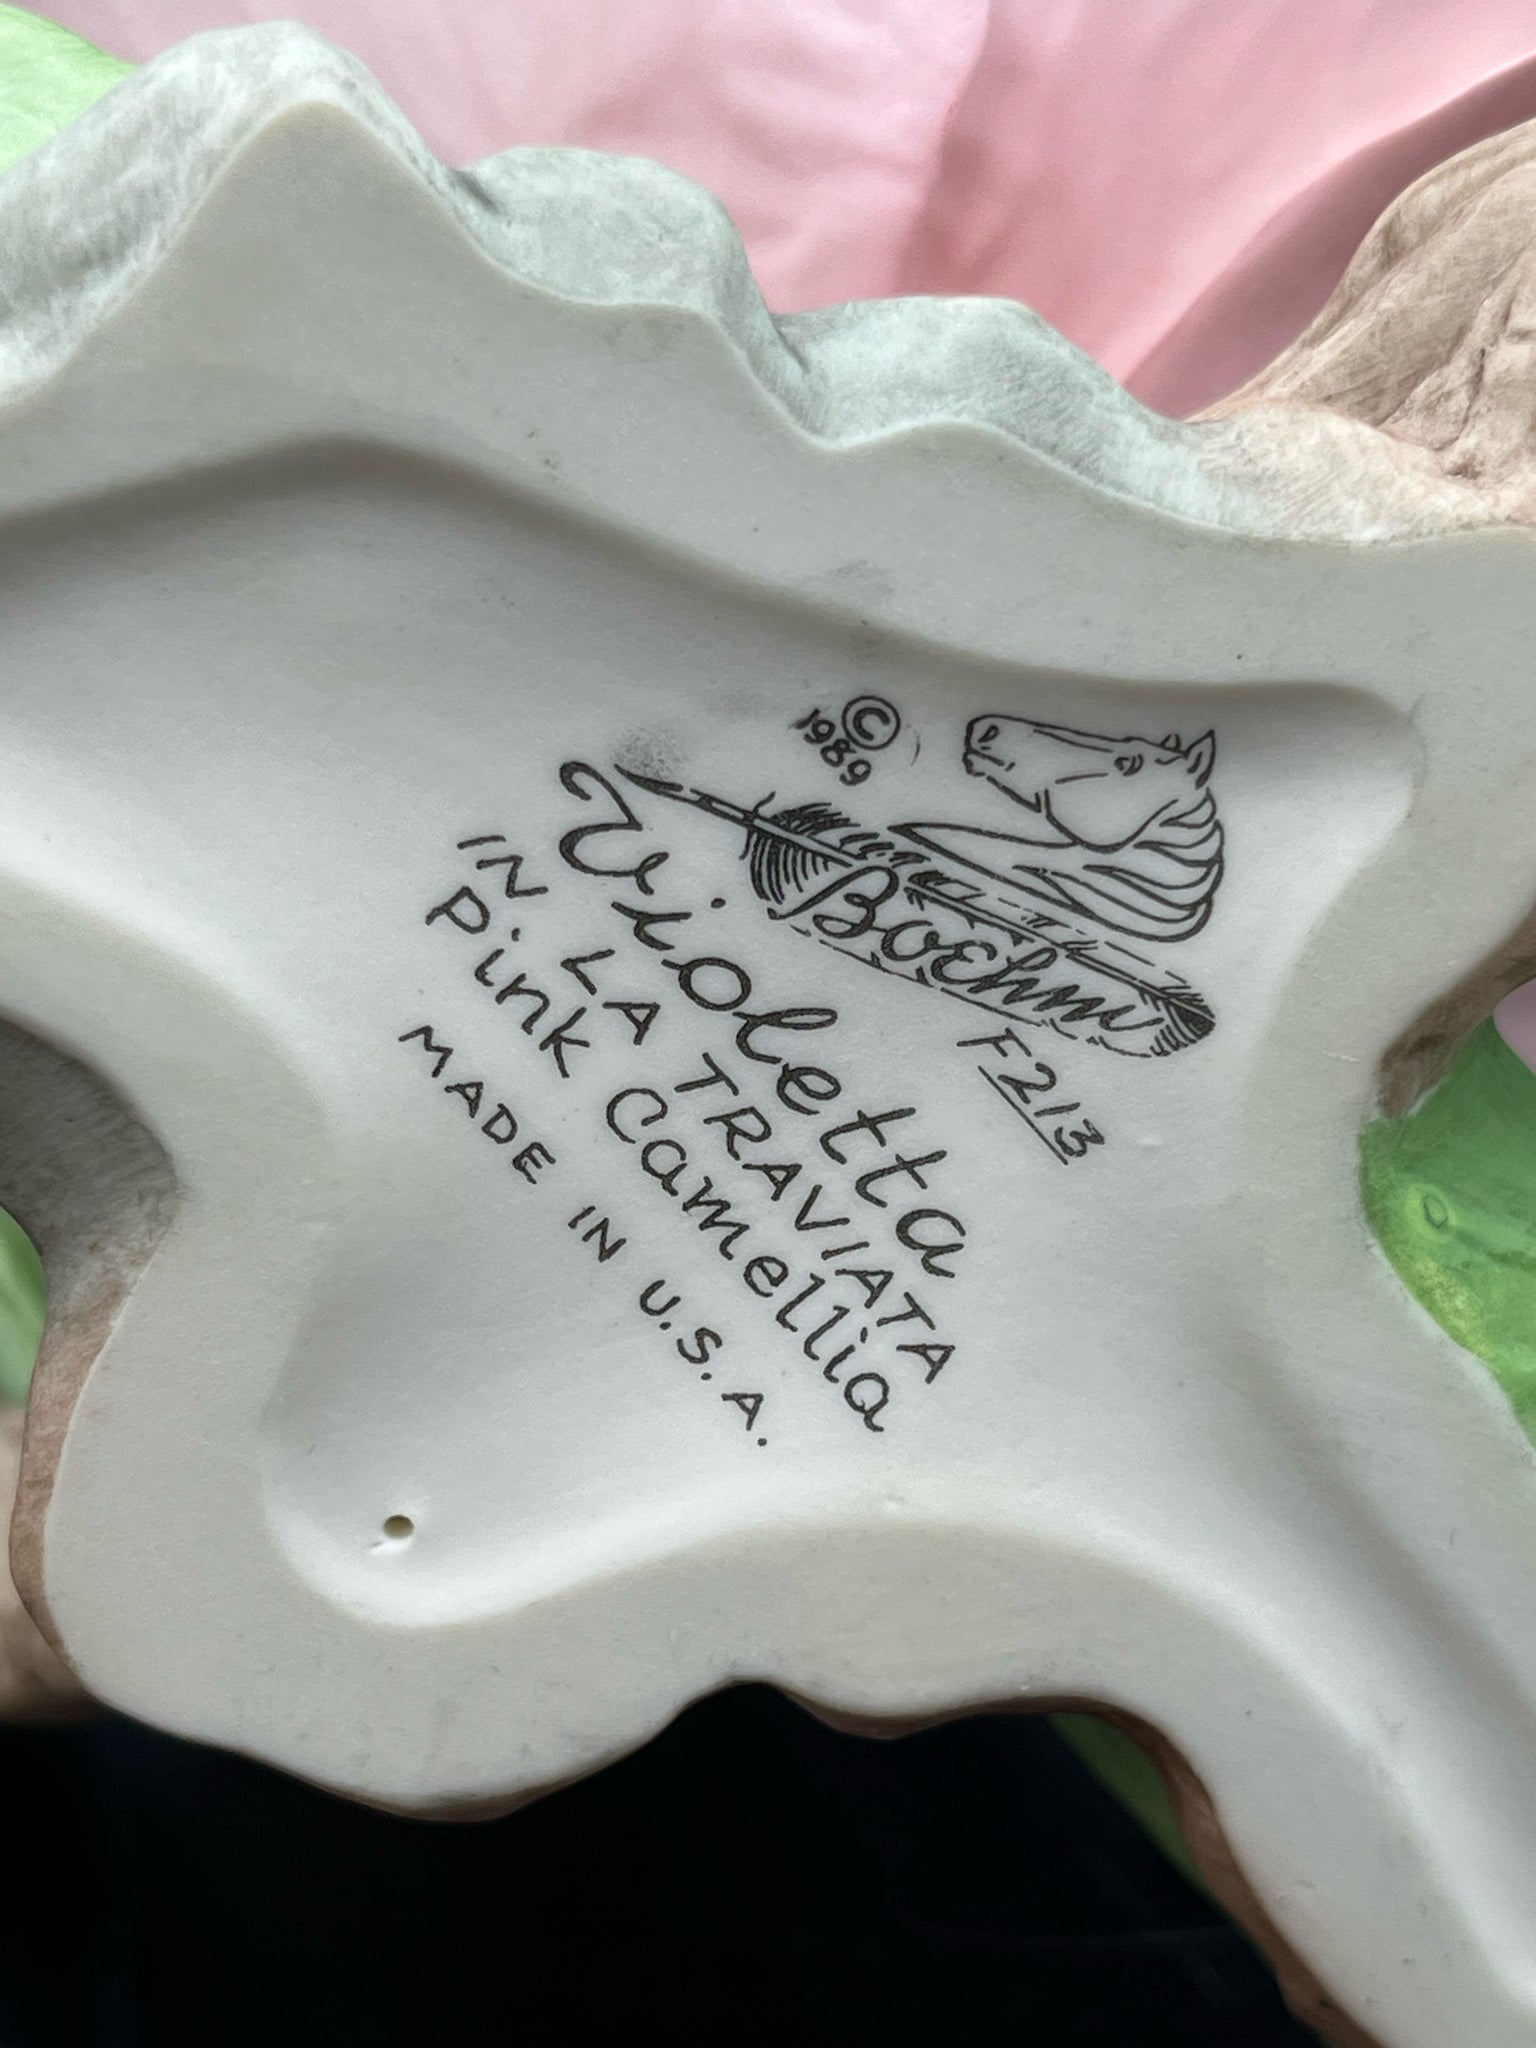 © 1989
Boehm
F213
Violetta
IN LA TRAVIATA
Pink Camellia
MADE IN U.S.A.